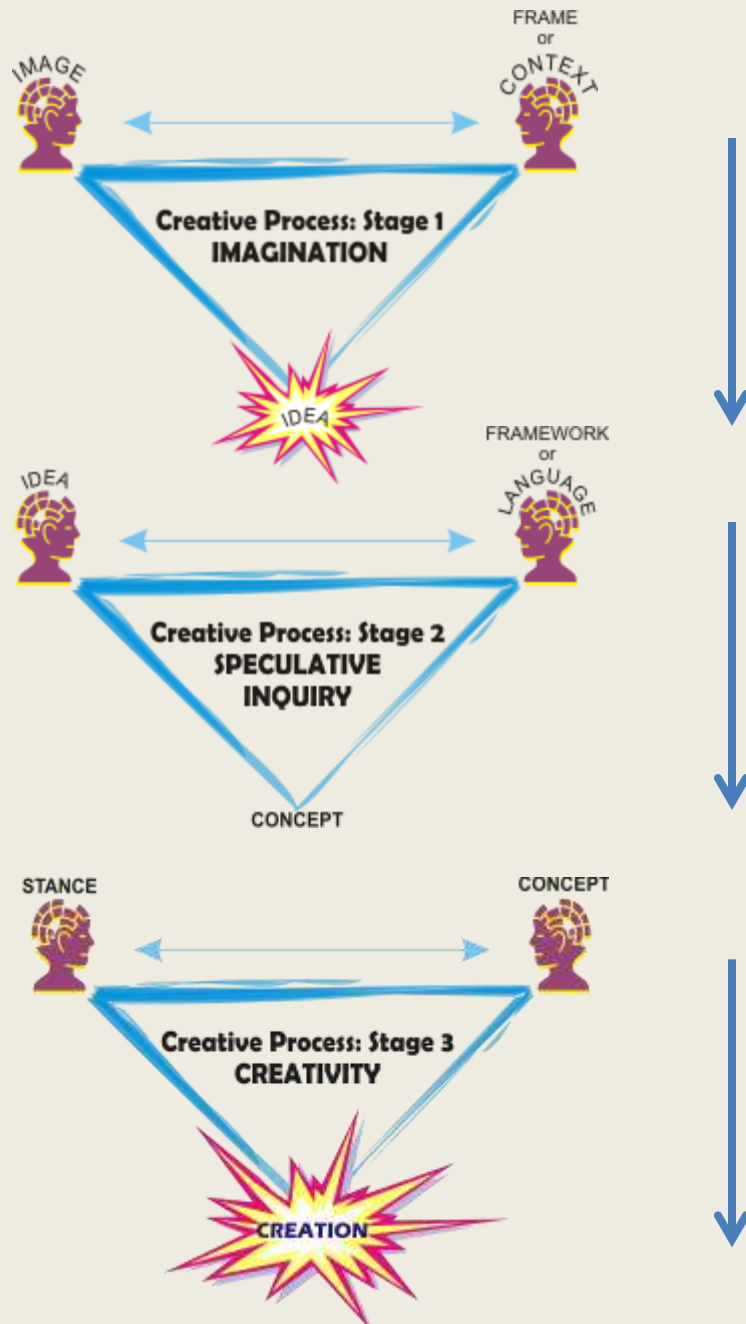 IMAGE
FRAME
or
CONTEXT
Creative Process: Stage 1
IMAGINATION
IDEA
IDEA
FRAMEWORK
or
LANGUAGE
Creative Process: Stage 2
SPECULATIVE
INQUIRY
CONCEPT
STANCE
CONCEPT
Creative Process: Stage 3
CREATIVITY
CREATION